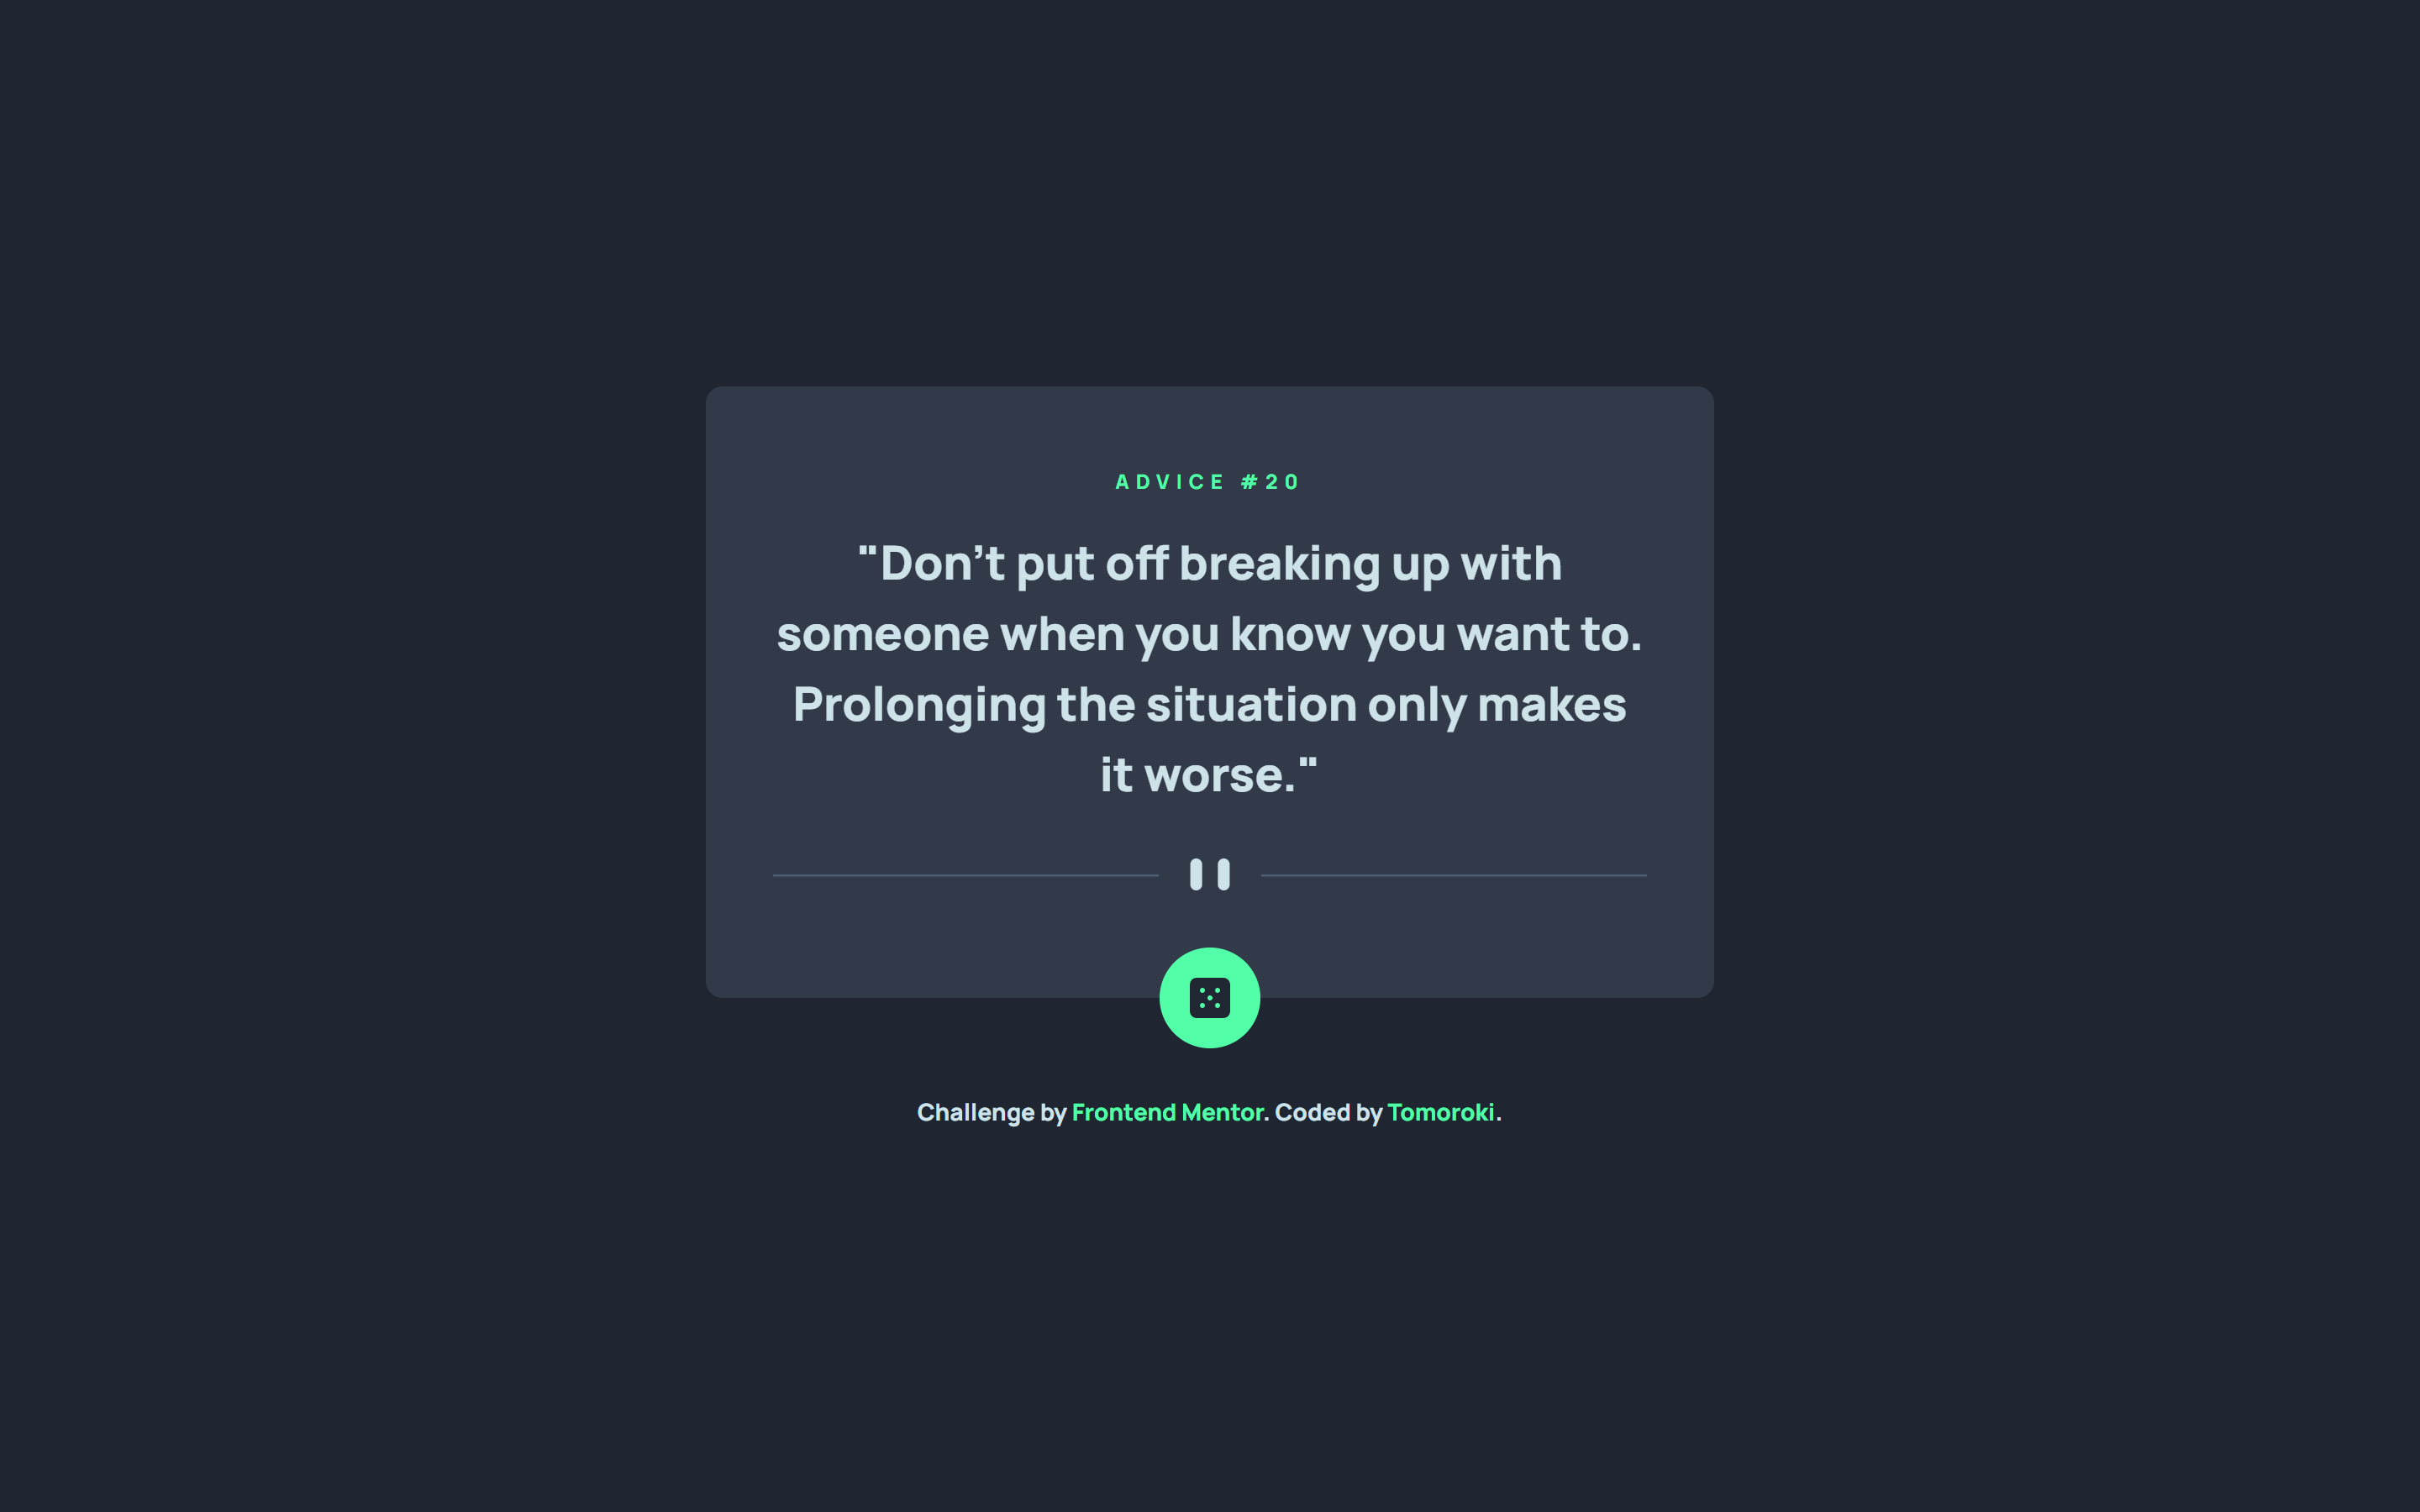 ADVICE #20
"Don’t put off breaking up with
someone when you know you want to.
Prolonging the situation only makes
it worse."
Challenge by Frontend Mentor. Coded by Tomoroki.